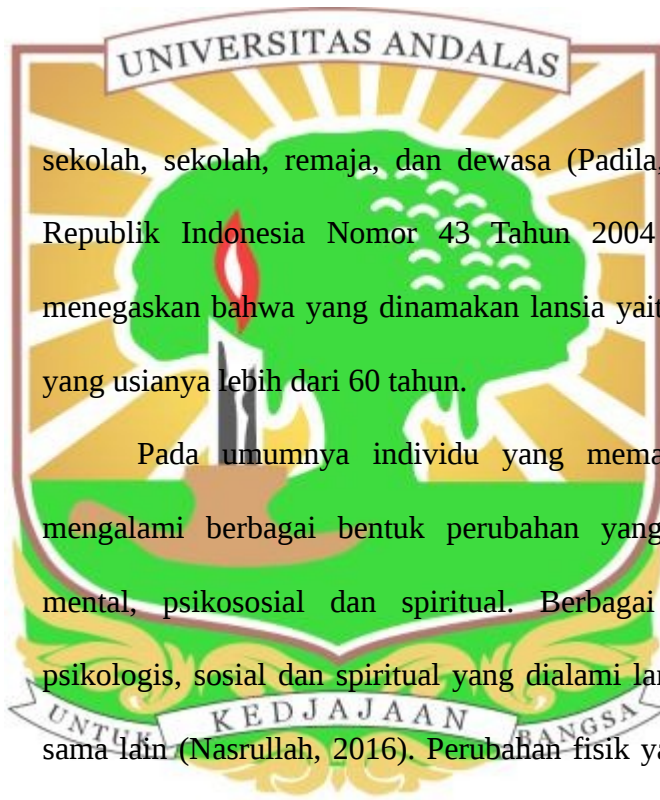 UNIVERSITAS ANDALAS
sekolah, sekolah, remaja, dan dewasa (Padila,
Republik Indonesia Nomor 43 Tahun 2004
menegaskan bahwa yang dinamakan lansia yait
yang usianya lebih dari 60 tahun.
Pada umumnya individu yang mema
mengalami berbagai bentuk perubahan yang
mental, psikososial dan spiritual. Berbagai
psikologis, sosial dan spiritual yang dialami lan
UNTUK KEDJAJAAN BANGSA
sama lain (Nasrullah, 2016). Perubahan fisik ya